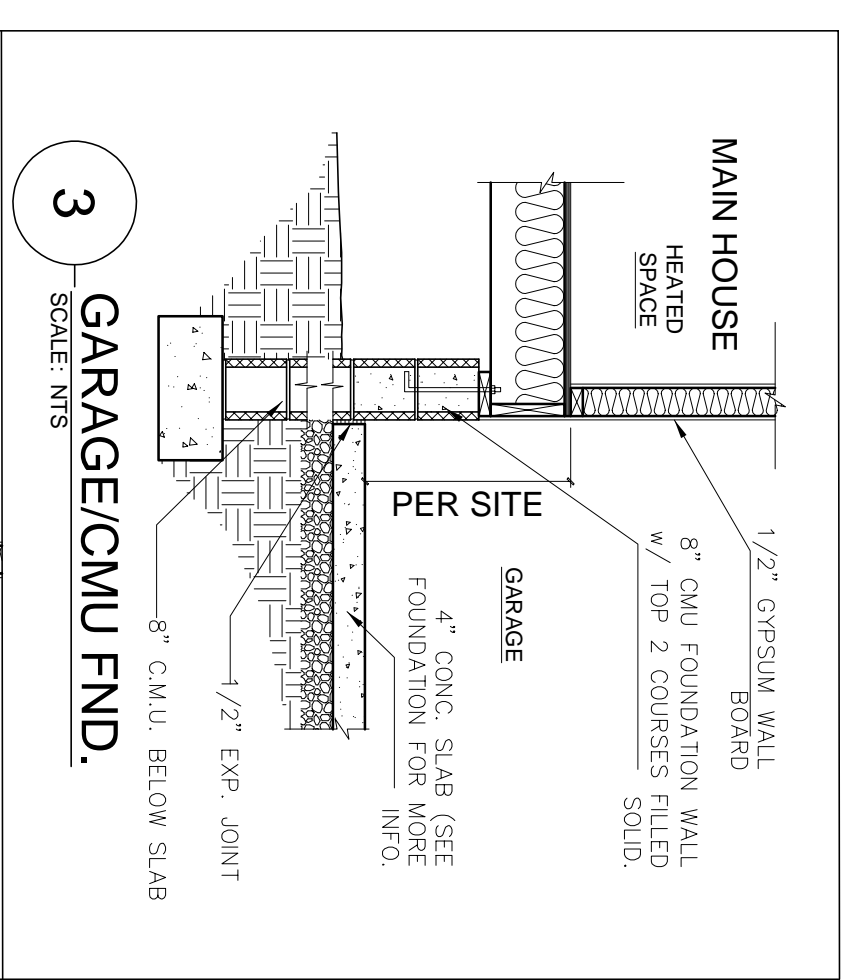 MAIN HOUSE
HEATED
SPACE
1/2" GYPSUM WALL
BOARD
8" CMU FOUNDATION WALL
w/ TOP 2 COURSES FILLED
SOLID.
PER SITE
GARAGE
4" CONC. SLAB (SEE
FOUNDATION FOR MORE
INFO.
1/2" EXP. JOINT
8" C.M.U. BELOW SLAB
3
GARAGE/CMU FND.
SCALE: NTS